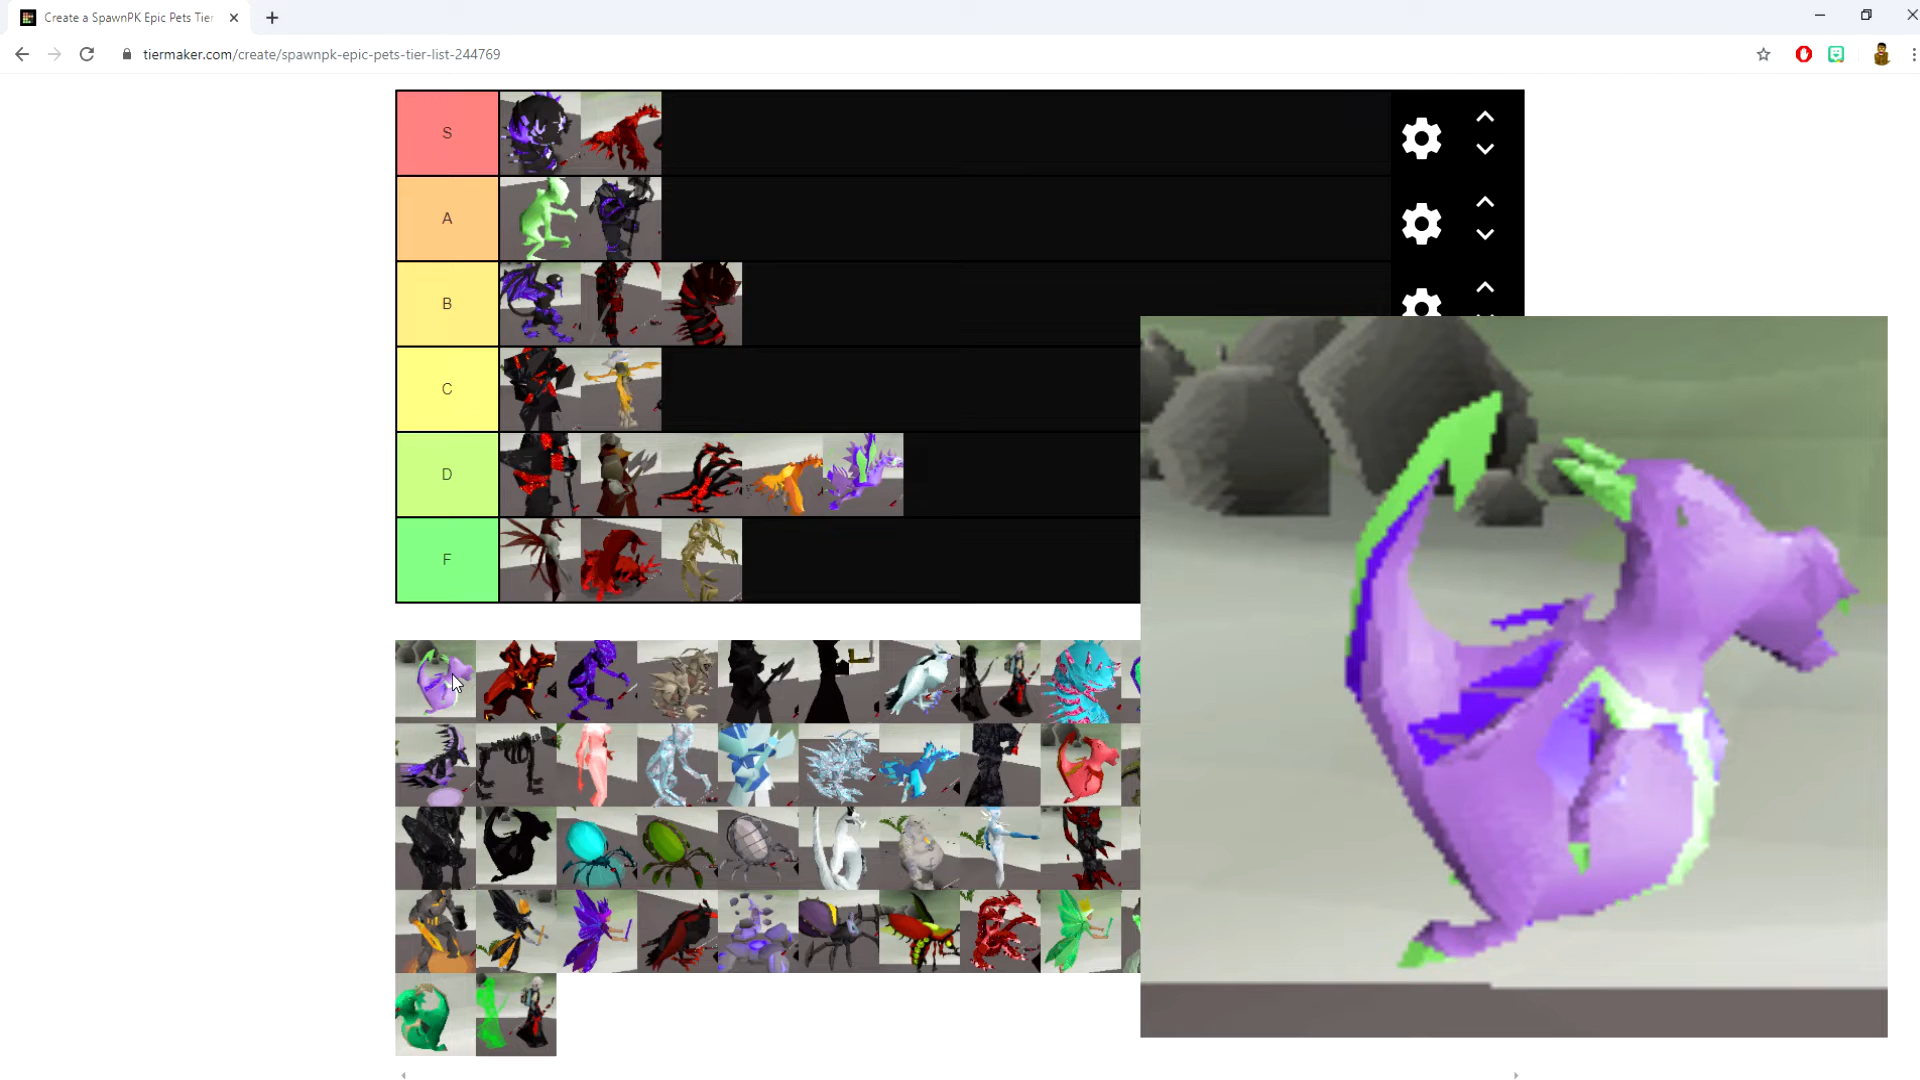 Create a SpawnPK Epic Pets Tier
tiermaker.com/create/spawnpk-epic-pets-tier-list-244769
S
A
B
C
D
F